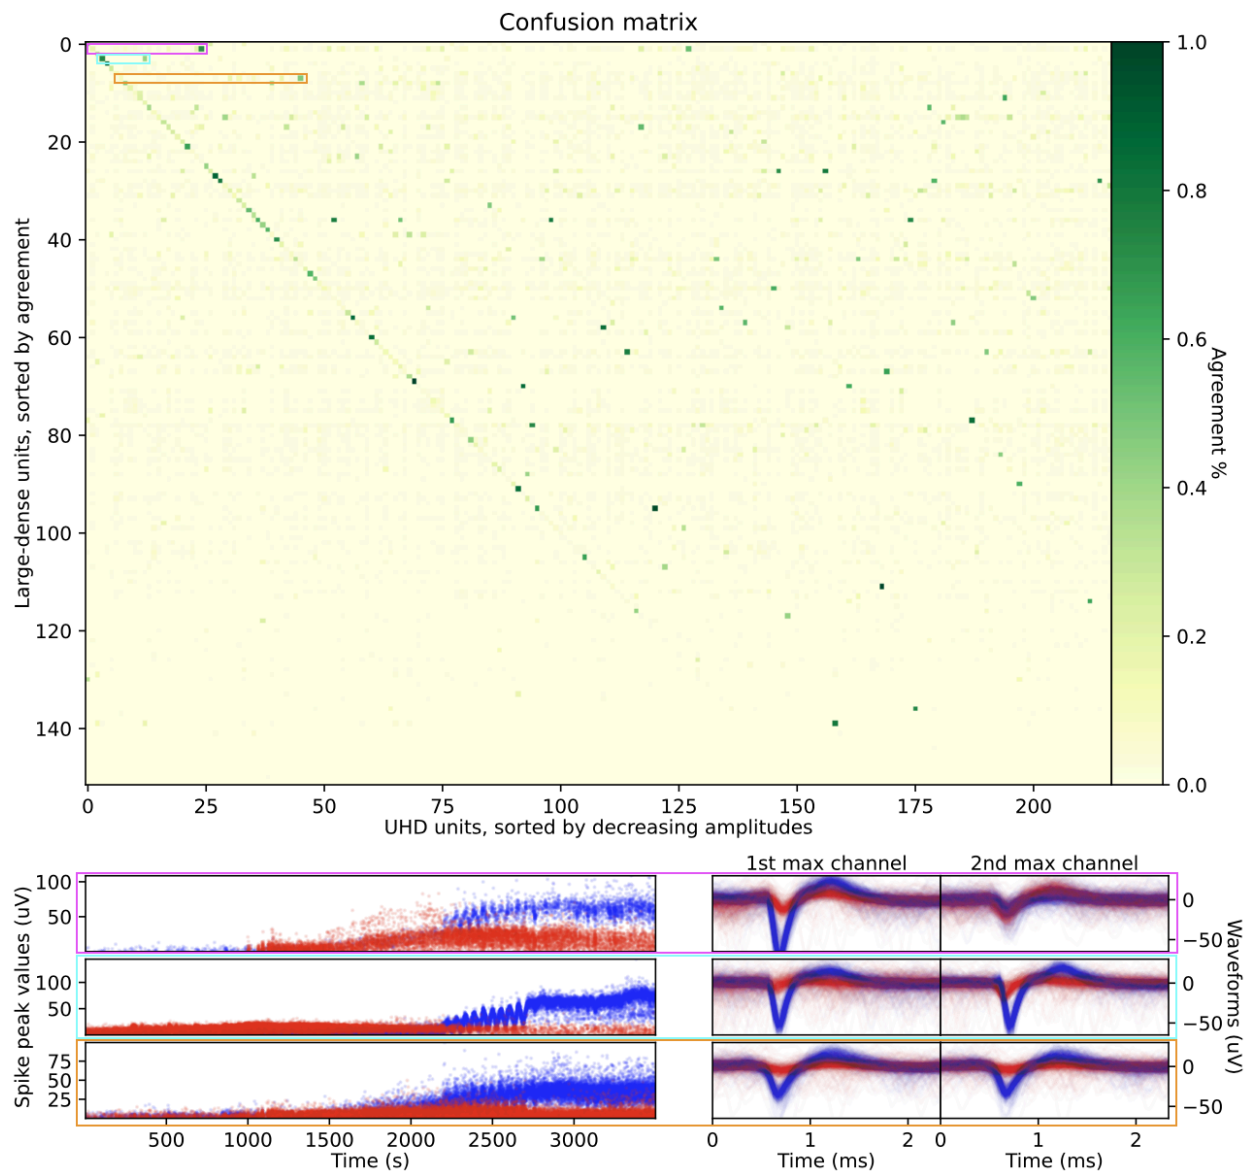 Confusion matrix
0
20
40
60
80
100
120
140
Large-dense units, sorted by agreement
0 25 50 75 100 125 150 175 200
UHD units, sorted by decreasing amplitudes
1.0
0.8
0.6
0.4
0.2
0.0
Agreement %
1st max channel 2nd max channel
Spike peak values (uV)
100
50
100
50
75
50
25
500 1000 1500 2000 2500 3000
Time (s)
0
−50
0
−50
0
−50
Waveforms (uV)
0 1 2 0 1 2
Time (ms) Time (ms)